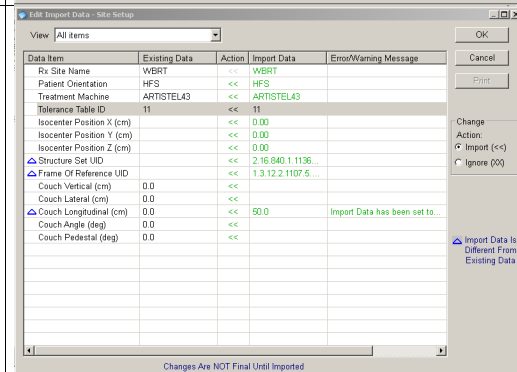 Edit Import Data - Site Setup
View All items
OK
Data Item Existing Data Action Import Data Error/Warning Message
Cancel
Rx Site Name WBRT << WBRT
Patient Orientation HFS << HFS
Print
Treatment Machine ARTISTEL43 << ARTISTEL43
Tolerance Table ID 11 << 11
Isocenter Position X (cm) << 0.00
Change
Isocenter Position Y (cm) << 0.00
Action:
Isocenter Position Z (cm) << 0.00
Import (<<)
Structure Set UID << 2.16.840.1.1136...
Ignore (XX)
Frame Of Reference UID << 1.3.12.2.1107.5....
Couch Vertical (cm) 0.0 <<
Couch Lateral (cm) 0.0 <<
Couch Longitudinal (cm) 0.0 << 50.0 Import Data has been set to...
Couch Angle (deg) 0.0 <<
Couch Pedestal (deg) 0.0 <<
Import Data Is
Different From
Existing Data
Changes Are NOT Final Until Imported